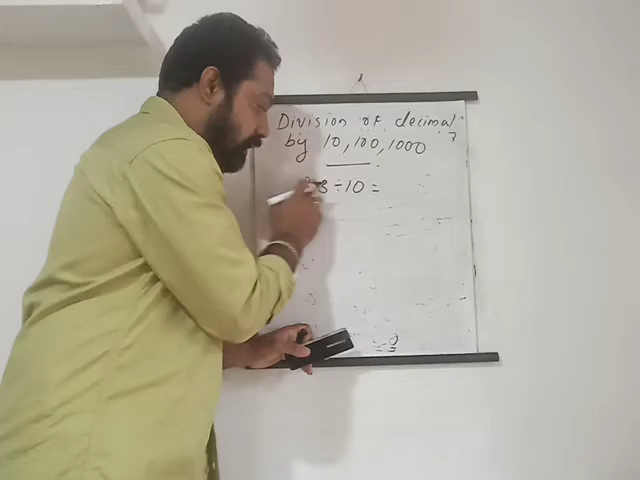 Division of decimal
by 10, 100, 1000
8 ÷ 10 =